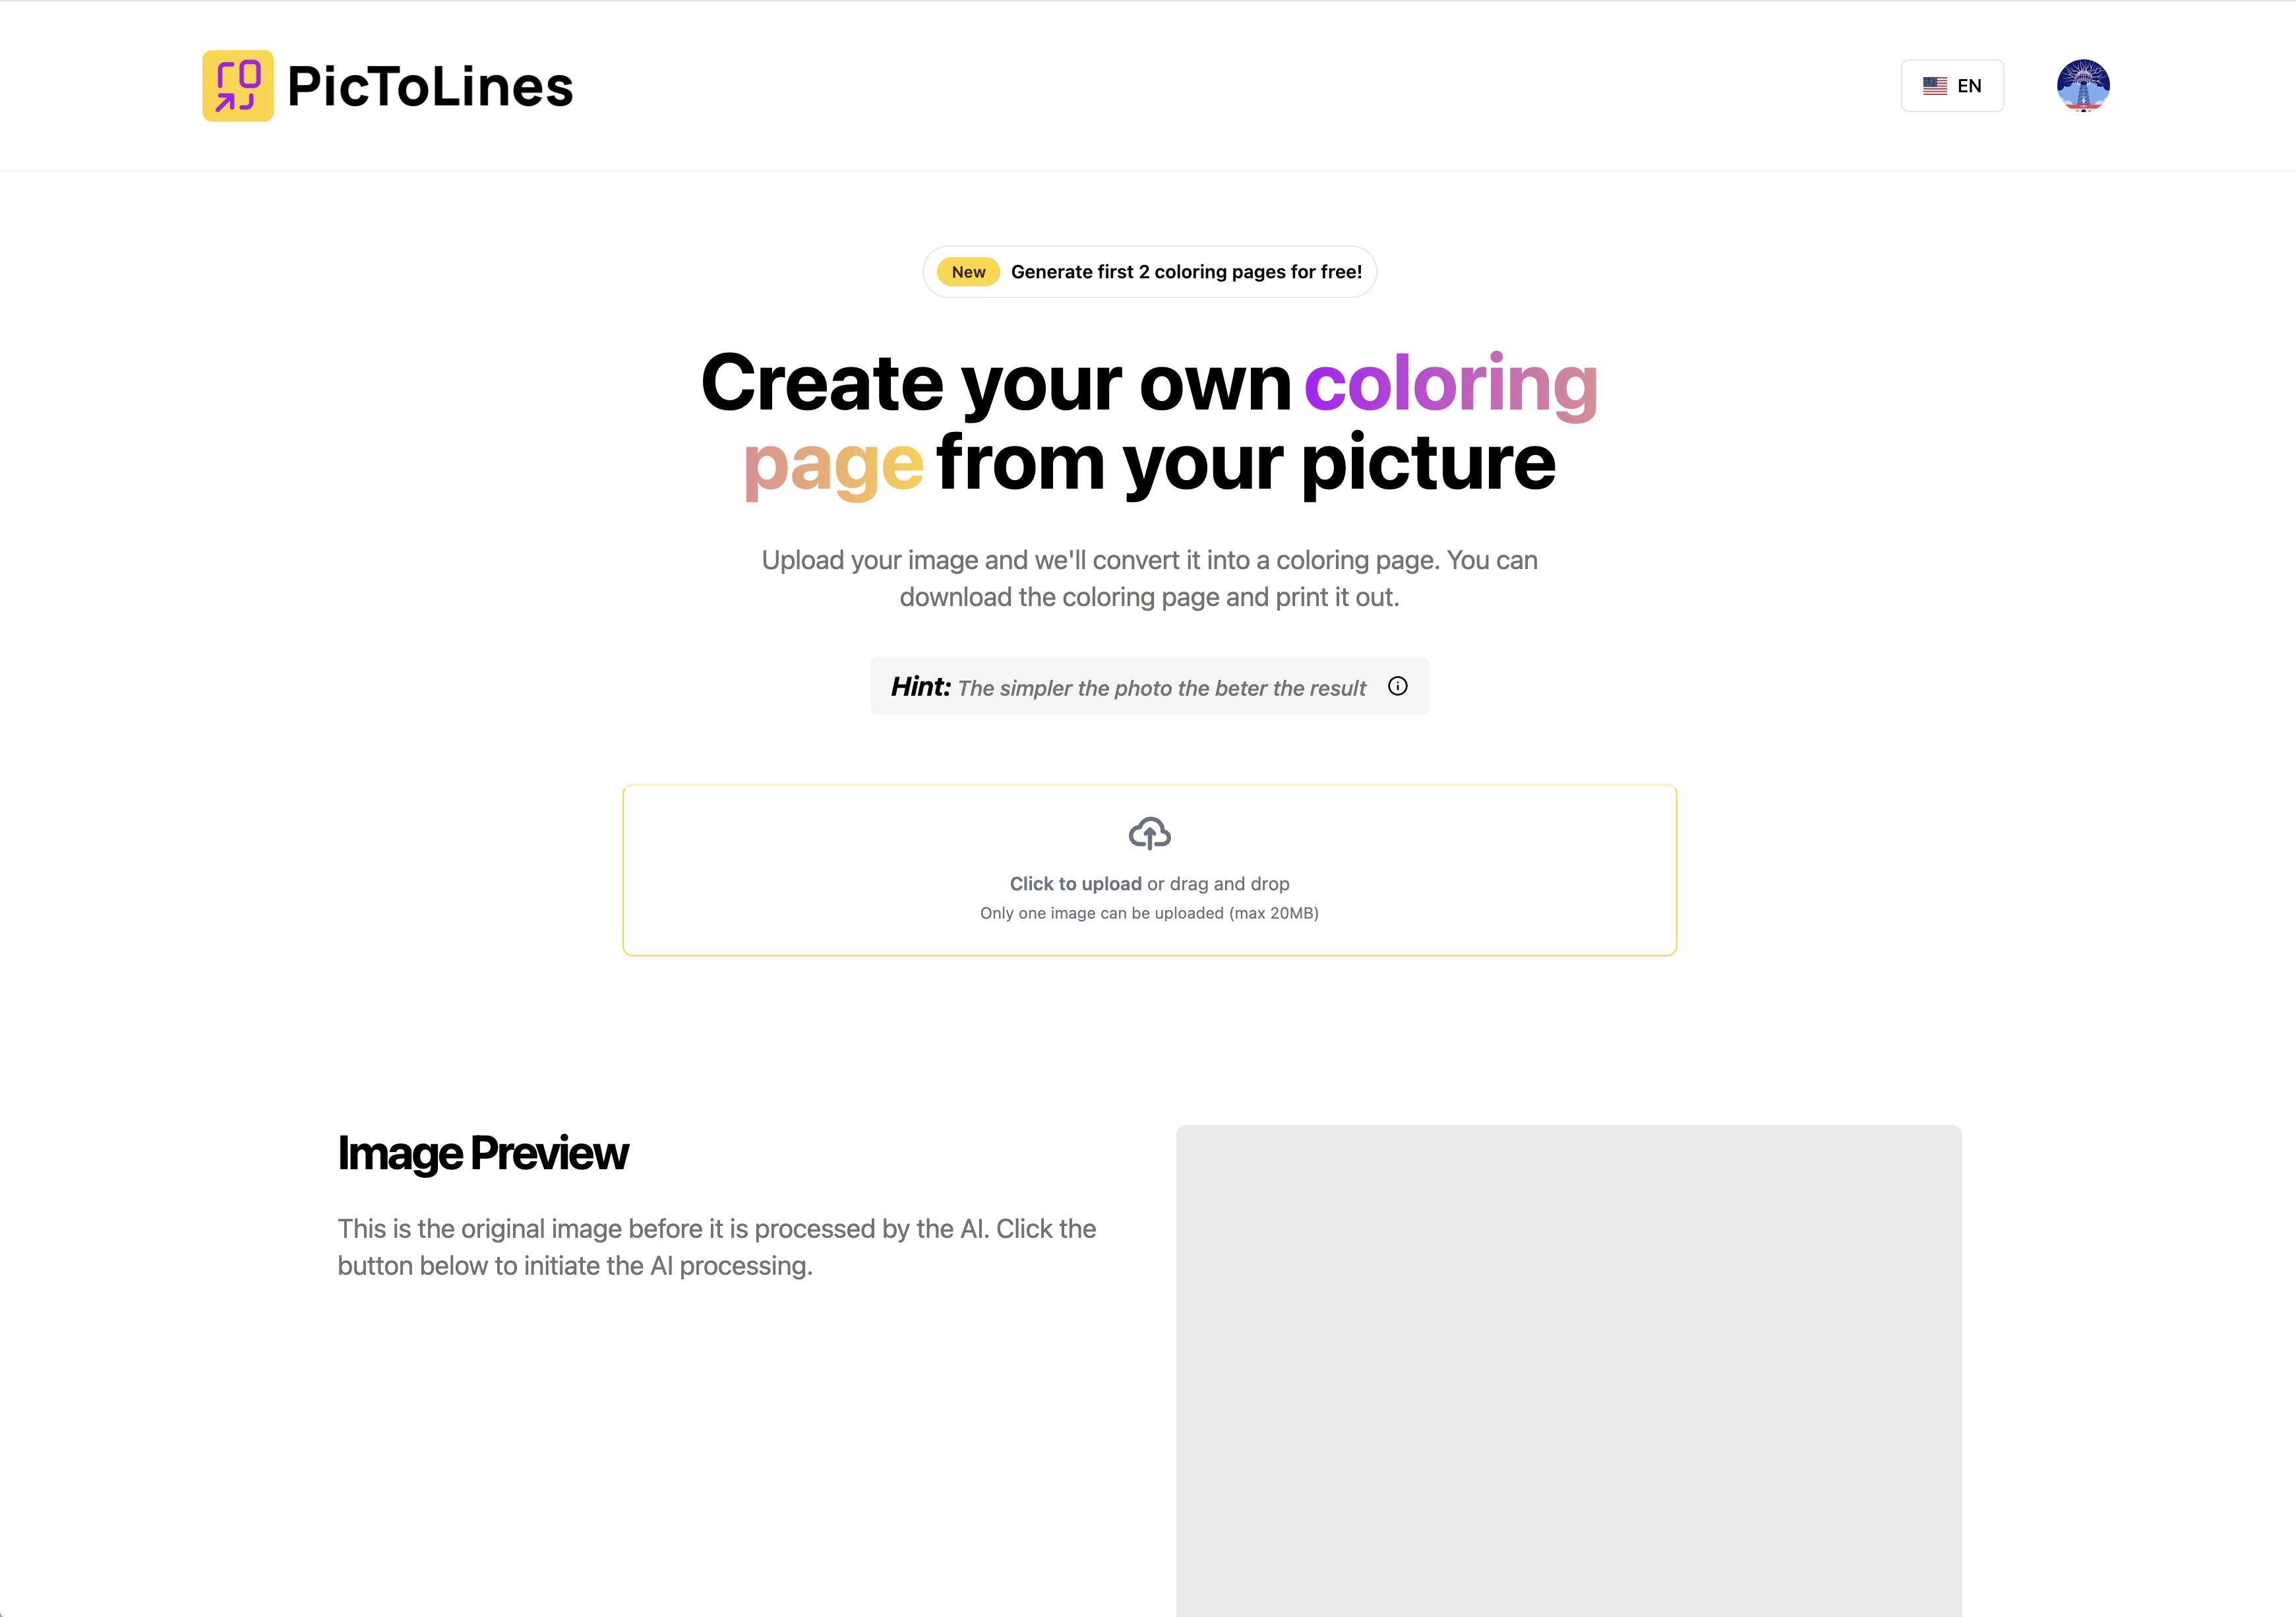 PicToLines
EN
New Generate first 2 coloring pages for free!
Create your own coloring
page from your picture
Upload your image and we'll convert it into a coloring page. You can
download the coloring page and print it out.
Hint: The simpler the photo the beter the result
Click to upload or drag and drop
Only one image can be uploaded (max 20MB)
Image Preview
This is the original image before it is processed by the AI. Click the
button below to initiate the AI processing.